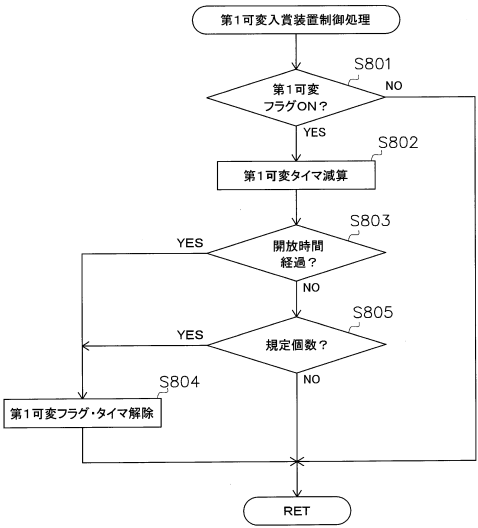 第1可変入賞装置制御処理
S801
第1可変
フラグON?
NO
YES
S802
第1可変タイマ減算
S803
開放時間
経過?
YES
NO
S805
規定個数?
YES
NO
S804
第1可変フラグ・タイマ解除
RET